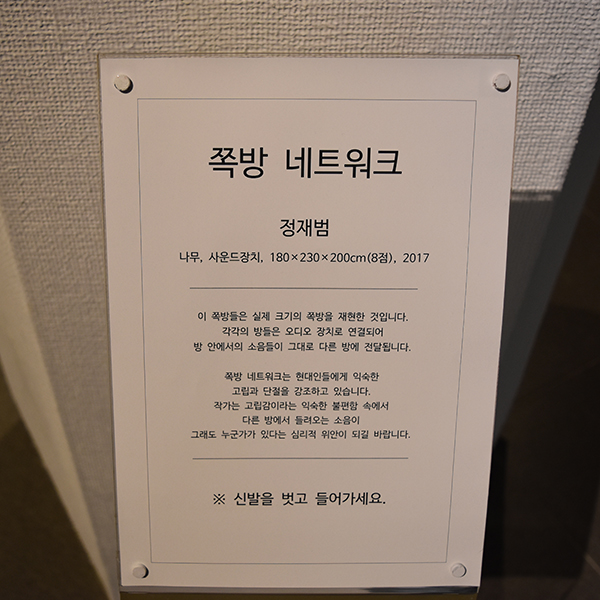 쪽방 네트워크
정재범
나무, 사운드장치, 180×230×200cm(8점), 2017
이 쪽방들은 실제 크기의 쪽방을 재현한 것입니다.
각각의 방들은 오디오 장치로 연결되어
방 안에서의 소음들이 그대로 다른 방에 전달됩니다.
쪽방 네트워크는 현대인들에게 익숙한
고립과 단절을 강조하고 있습니다.
작가는 고립감이라는 익숙한 불편함 속에서
다른 방에서 들려오는 소음이
그래도 누군가가 있다는 심리적 위안이 되길 바랍니다.
※ 신발을 벗고 들어가세요.